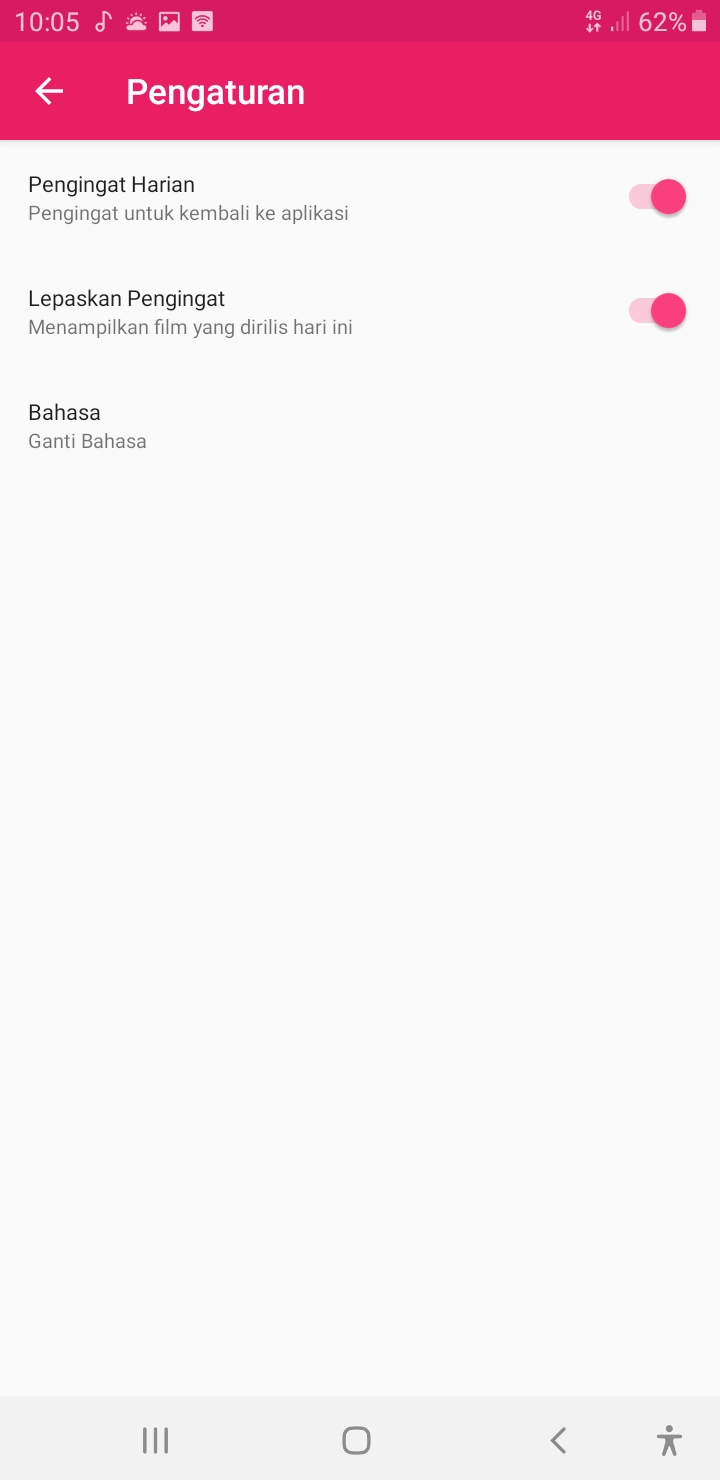 10:05 4G 62%
Pengaturan
Pengingat Harian
Pengingat untuk kembali ke aplikasi
Lepaskan Pengingat
Menampilkan film yang dirilis hari ini
Bahasa
Ganti Bahasa